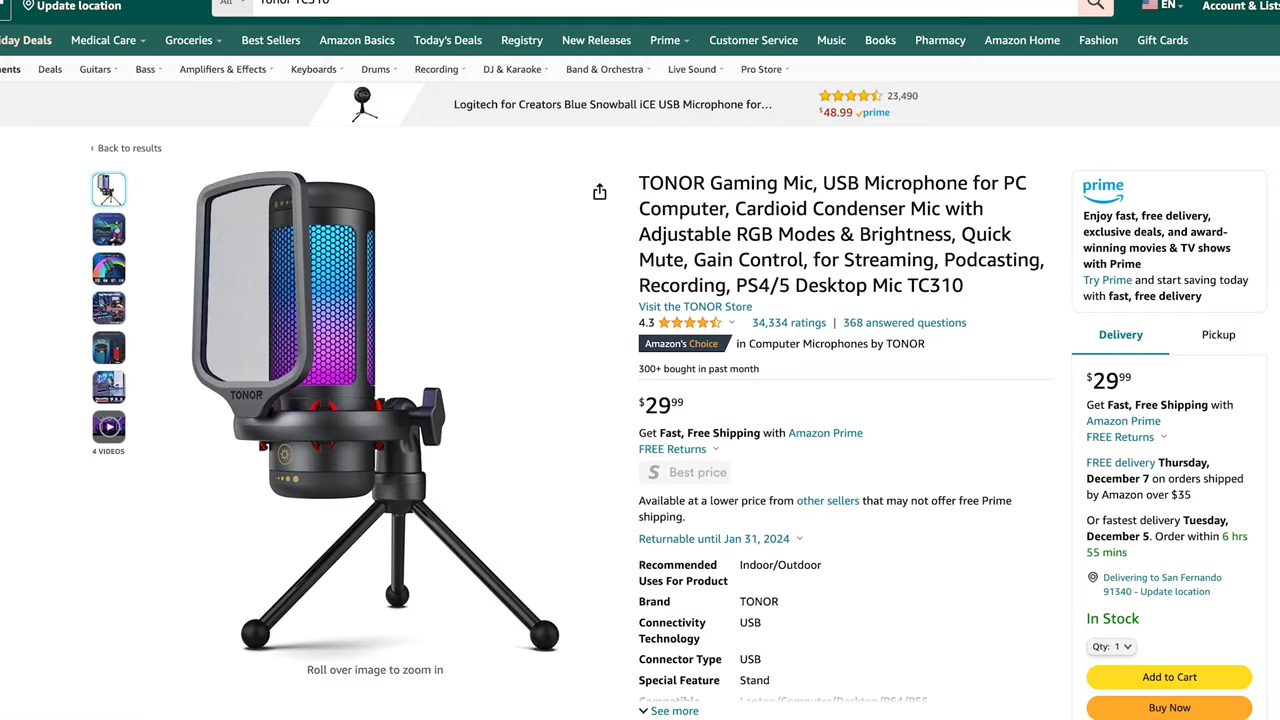 Update location
All
EN
Account & Lists
iday Deals
Medical Care
Groceries
Best Sellers
Amazon Basics
Today's Deals
Registry
New Releases
Prime
Customer Service
Music
Books
Pharmacy
Amazon Home
Fashion
Gift Cards
ents
Deals
Guitars
Bass
Amplifiers & Effects
Keyboards
Drums
Recording
DJ & Karaoke
Band & Orchestra
Live Sound
Pro Store
Logitech for Creators Blue Snowball iCE USB Microphone for…
23,490
$48.99 prime
‹ Back to results
4 VIDEOS
TONOR
Roll over image to zoom in
TONOR Gaming Mic, USB Microphone for PC
Computer, Cardioid Condenser Mic with
Adjustable RGB Modes & Brightness, Quick
Mute, Gain Control, for Streaming, Podcasting,
Recording, PS4/5 Desktop Mic TC310
Visit the TONOR Store
4.3
34,334 ratings | 368 answered questions
Amazon's Choice in Computer Microphones by TONOR
300+ bought in past month
$29 99
Get Fast, Free Shipping with Amazon Prime
FREE Returns
S Best price
Available at a lower price from other sellers that may not offer free Prime
shipping.
Returnable until Jan 31, 2024
Recommended Indoor/Outdoor
Uses For Product
Brand TONOR
Connectivity USB
Technology
Connector Type USB
Special Feature Stand
Compatible Laptop/Computer/Desktop/PS4/PS5
See more
prime
Enjoy fast, free delivery,
exclusive deals, and award-
winning movies & TV shows
with Prime
Try Prime and start saving today
with fast, free delivery
Delivery
Pickup
$29 99
Get Fast, Free Shipping with
Amazon Prime
FREE Returns
FREE delivery Thursday,
December 7 on orders shipped
by Amazon over $35
Or fastest delivery Tuesday,
December 5. Order within 6 hrs
55 mins
Delivering to San Fernando
91340 - Update location
In Stock
Qty: 1
Add to Cart
Buy Now